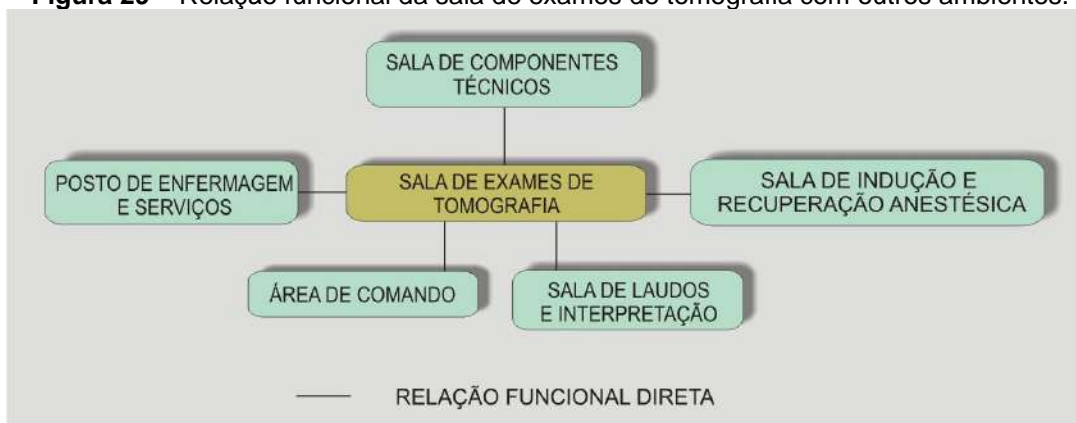 Relação funcional da sala de exames de tomografia com outros ambientes.
SALA DE COMPONENTES
TÉCNICOS
POSTO DE ENFERMAGEM
E SERVIÇOS
SALA DE EXAMES DE
TOMOGRAFIA
SALA DE INDUÇÃO E
RECUPERAÇÃO ANESTÉSICA
ÁREA DE COMANDO
SALA DE LAUDOS
E INTERPRETAÇÃO
RELAÇÃO FUNCIONAL DIRETA